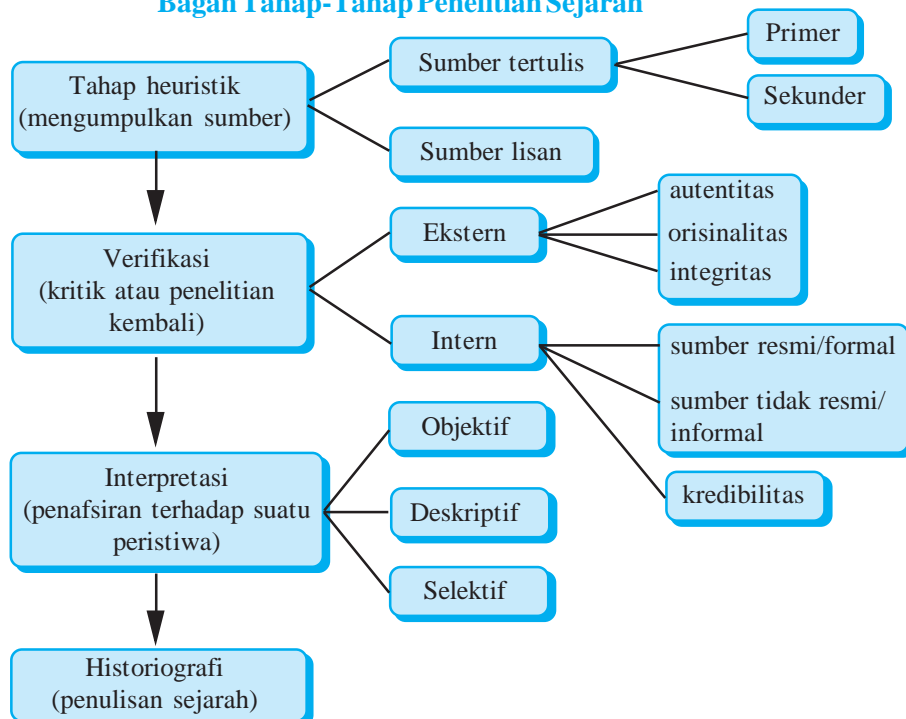 Bagan Tahap-Tahap Penelitian Sejarah
Tahap heuristik
(mengumpulkan sumber)
Sumber tertulis
Primer
Sekunder
Sumber lisan
Verifikasi
(kritik atau penelitian
kembali)
Ekstern
autentitas
orisinalitas
integritas
Intern
sumber resmi/formal
sumber tidak resmi/
informal
kredibilitas
Interpretasi
(penafsiran terhadap suatu
peristiwa)
Objektif
Deskriptif
Selektif
Historiografi
(penulisan sejarah)